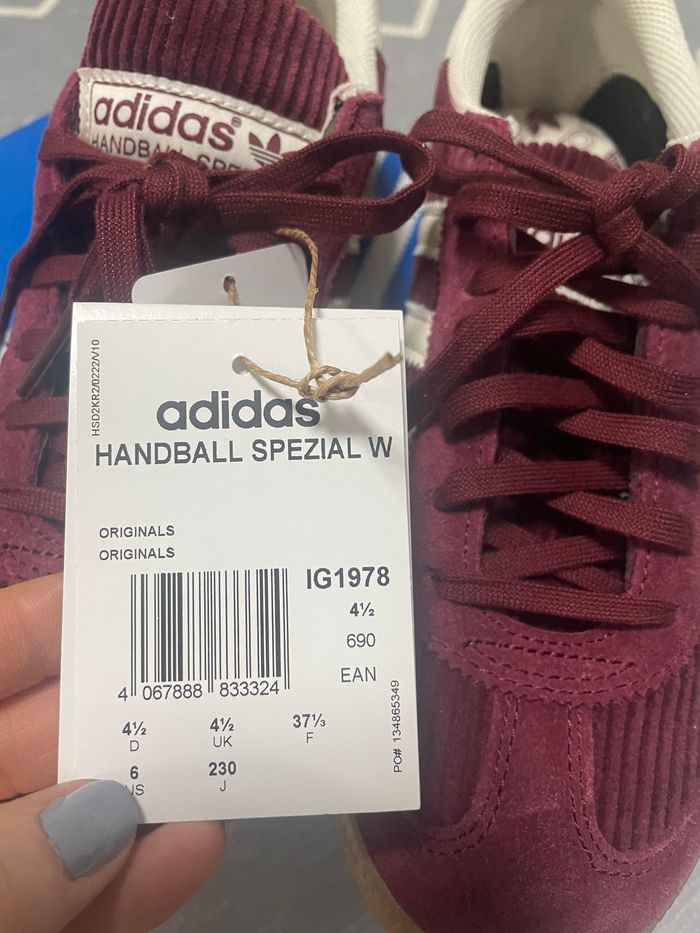 adidas®
HANDBALL
HSD2KR2/0222/V10
adidas
HANDBALL SPEZIAL W
ORIGINALS
ORIGINALS
IG1978
4½
690
EAN
4 067888 833324
4½ 4½ 37⅓
D UK F
6 230
US J
PO# 134865349